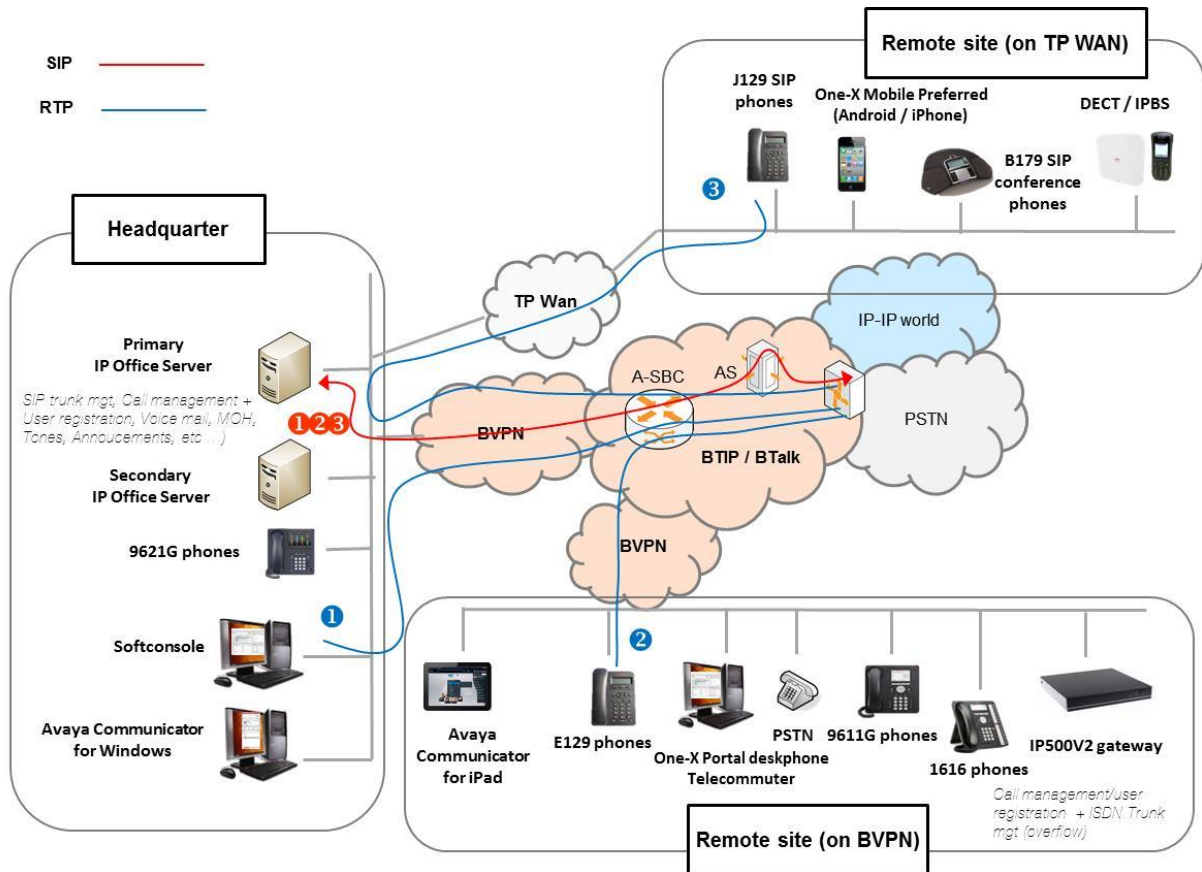 SIP
RTP
Remote site (on TP WAN)
J129 SIP
phones
One-X Mobile Preferred
(Android / iPhone)
B179 SIP
conference
phones
DECT / IPBS
3
Headquarter
TP Wan
IP-IP world
Primary
IP Office Server
SIP trunk mgt, Call management +
User registration, Voice mail, MOH,
Tones, Annoucements, etc ...)
1 2 3
A-SBC
AS
BVPN
PSTN
BTIP / BTalk
Secondary
IP Office Server
9621G phones
BVPN
1
2
Softconsole
Avaya Communicator
for Windows
Avaya
Communicator
for iPad
E129 phones
One-X Portal deskphone
Telecommuter
PSTN
9611G phones
1616 phones
IP500V2 gateway
Call management/user
registration + ISDN Trunk
mgt (overflow)
Remote site (on BVPN)